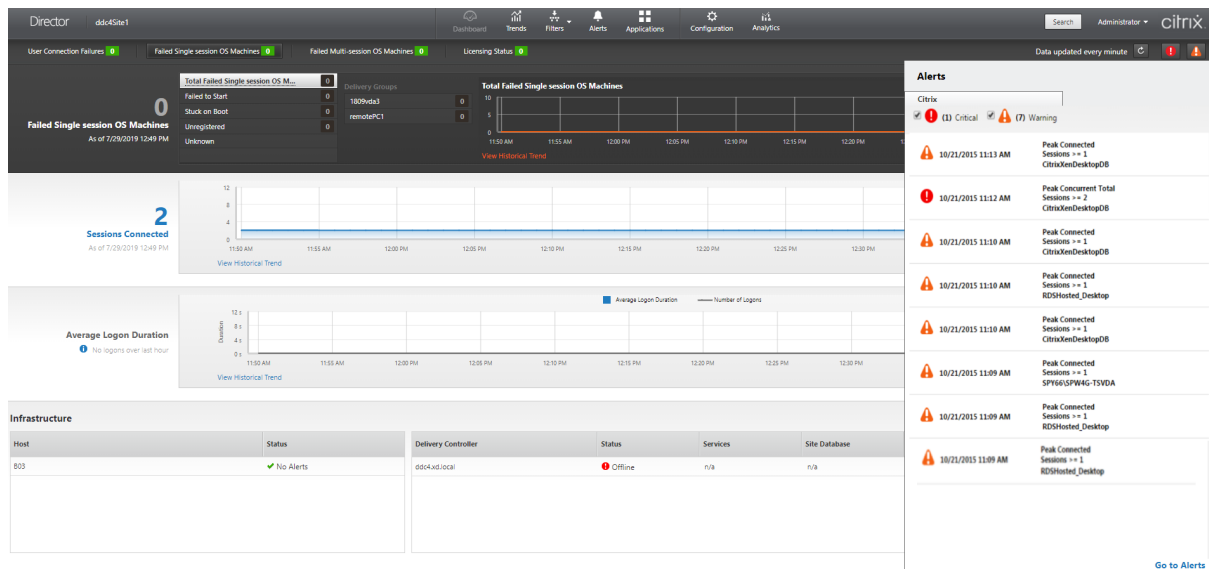 Director ddc4Site1
Dashboard Trends Filters Alerts Applications Configuration Analytics
Search Administrator citrix
User Connection Failures 0 Failed Single session OS Machines 0 Failed Multi-session OS Machines 0 Licensing Status 0
Data updated every minute
0
Failed Single session OS Machines
As of 7/29/2019 12:49 PM
Total Failed Single session OS M... 0
Failed to Start 0
Stuck on Boot 0
Unregistered 0
Unknown
Delivery Groups
1809vda3 0
remotePC1 0
Total Failed Single session OS Machines
10
5
0
11:50 AM 11:55 AM 12:00 PM 12:05 PM 12:10 PM 12:15 PM 12:20 PM
View Historical Trend
2
Sessions Connected
As of 7/29/2019 12:49 PM
12
8
4
0
11:50 AM 11:55 AM 12:00 PM 12:05 PM 12:10 PM 12:15 PM 12:20 PM 12:25 PM 12:30 PM
View Historical Trend
Average Logon Duration
No logons over last hour
Average Logon Duration Number of Logons
Duration
12 s
8 s
4 s
0 s
11:50 AM 11:55 AM 12:00 PM 12:05 PM 12:10 PM 12:15 PM 12:20 PM 12:25 PM 12:30 PM
View Historical Trend
Infrastructure
Host Status
803 No Alerts
Delivery Controller Status Services Site Database
ddc4.xd.local Offline n/a n/a
Alerts
Citrix
(1) Critical (7) Warning
10/21/2015 11:13 AM
Peak Connected
Sessions >= 1
CitrixXenDesktopDB
10/21/2015 11:12 AM
Peak Concurrent Total
Sessions >= 2
CitrixXenDesktopDB
10/21/2015 11:10 AM
Peak Connected
Sessions >= 1
CitrixXenDesktopDB
10/21/2015 11:10 AM
Peak Connected
Sessions >= 1
RDSHosted_Desktop
10/21/2015 11:10 AM
Peak Connected
Sessions >= 1
CitrixXenDesktopDB
10/21/2015 11:09 AM
Peak Connected
Sessions >= 1
SPY66\SPW4G-TSVDA
10/21/2015 11:09 AM
Peak Connected
Sessions >= 1
RDSHosted_Desktop
10/21/2015 11:09 AM
Peak Connected
Sessions >= 1
RDSHosted_Desktop
Go to Alerts